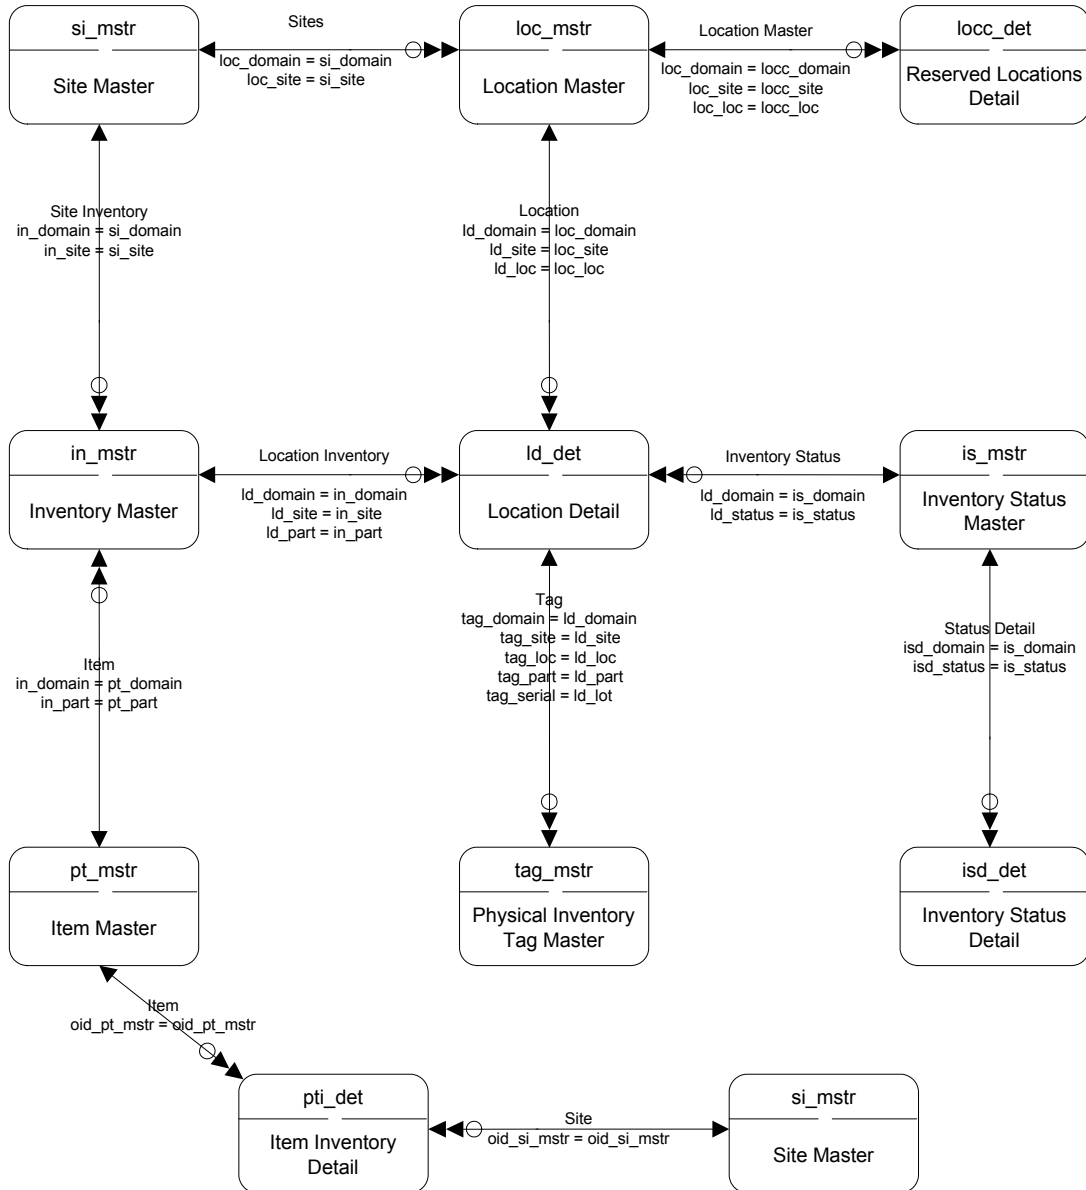 si_mstr
Site Master
Sites
loc_domain = si_domain
loc_site = si_site
loc_mstr
Location Master
Location Master
loc_domain = locc_domain
loc_site = locc_site
loc_loc = locc_loc
locc_det
Reserved Locations
Detail
Site Inventory
in_domain = si_domain
in_site = si_site
Location
ld_domain = loc_domain
ld_site = loc_site
ld_loc = loc_loc
in_mstr
Inventory Master
Location Inventory
ld_domain = in_domain
ld_site = in_site
ld_part = in_part
ld_det
Location Detail
Inventory Status
ld_domain = is_domain
ld_status = is_status
is_mstr
Inventory Status
Master
Item
in_domain = pt_domain
in_part = pt_part
Tag
tag_domain = ld_domain
tag_site = ld_site
tag_loc = ld_loc
tag_part = ld_part
tag_serial = ld_lot
Status Detail
isd_domain = is_domain
isd_status = is_status
pt_mstr
Item Master
tag_mstr
Physical Inventory
Tag Master
isd_det
Inventory Status
Detail
Item
oid_pt_mstr = oid_pt_mstr
pti_det
Item Inventory
Detail
Site
oid_si_mstr = oid_si_mstr
si_mstr
Site Master